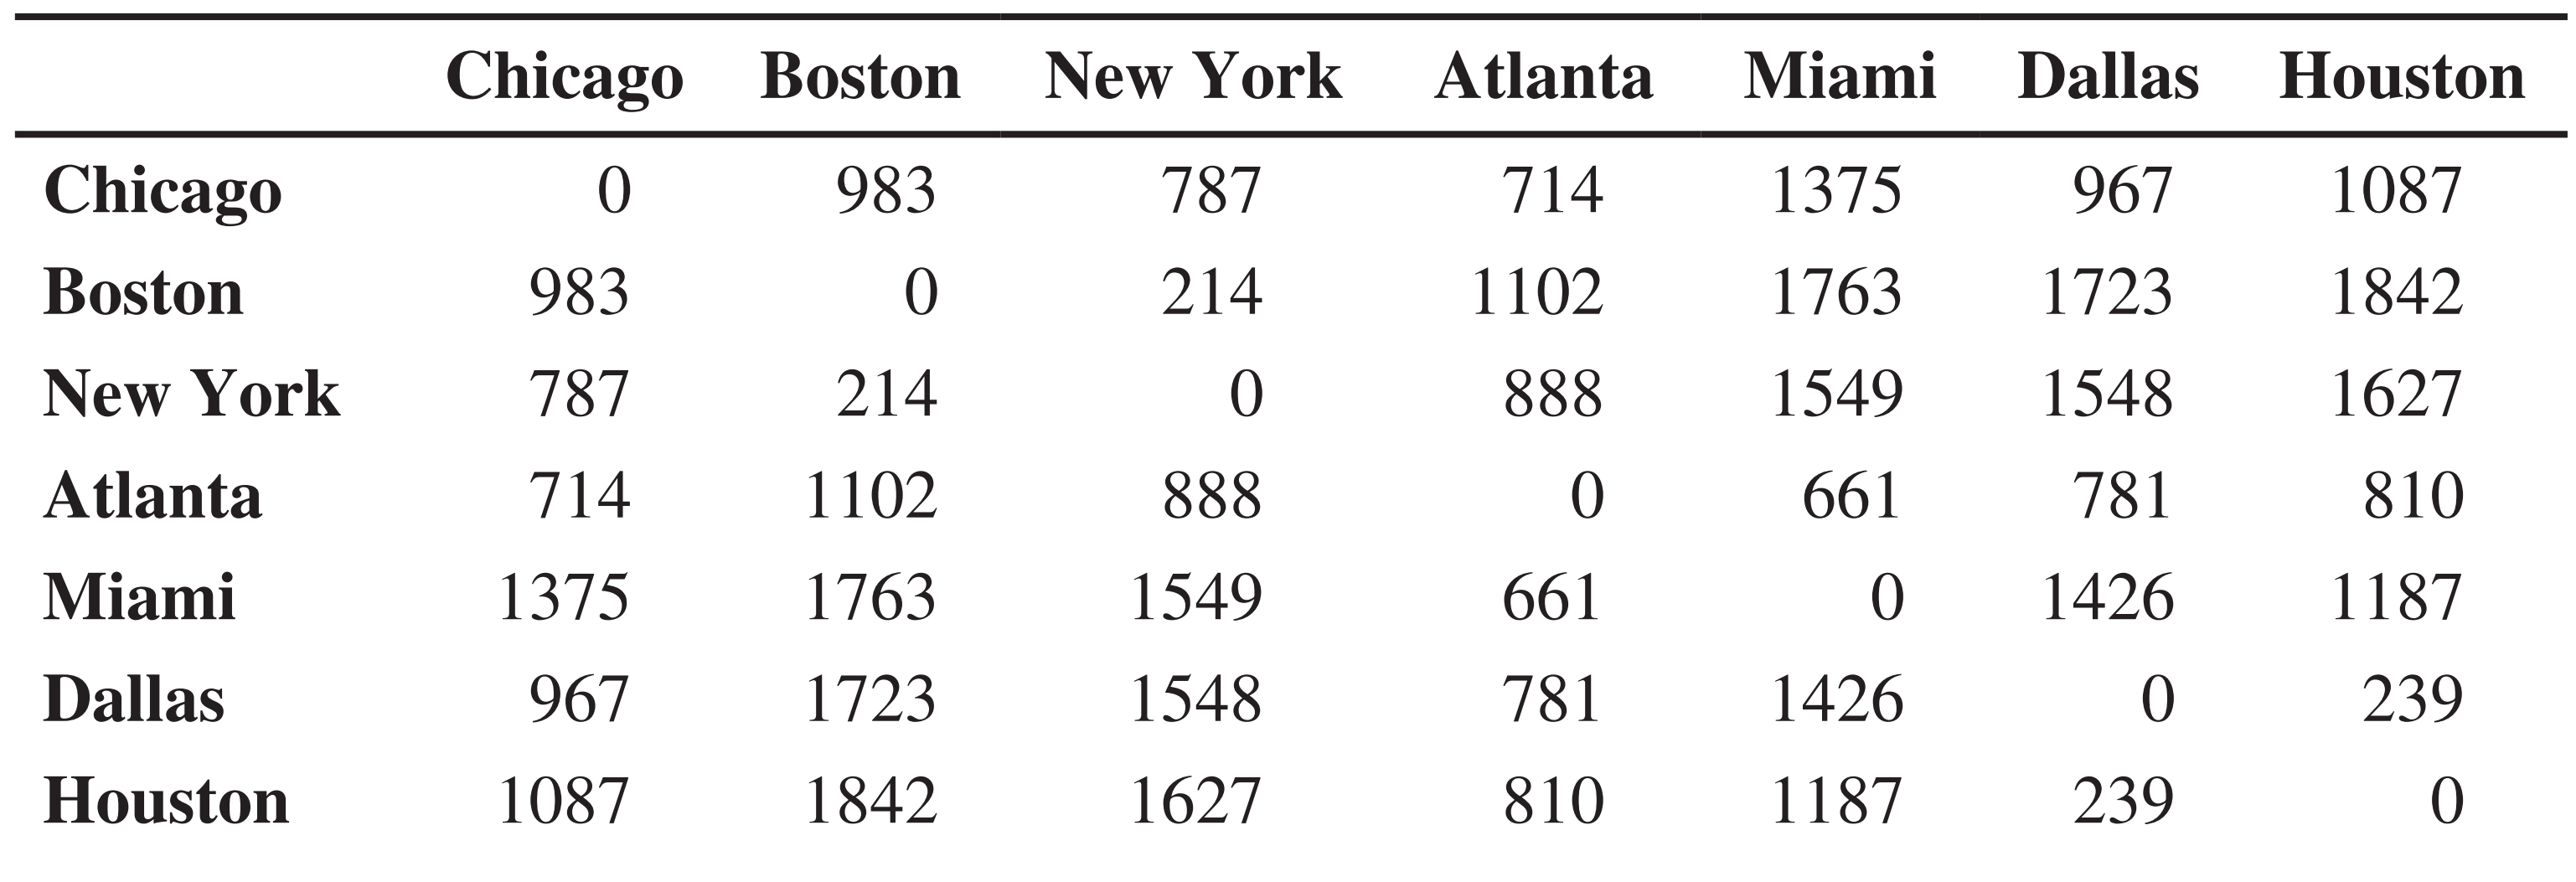 Chicago Boston New York Atlanta Miami Dallas Houston
Chicago 0 983 787 714 1375 967 1087
Boston 983 0 214 1102 1763 1723 1842
New York 787 214 0 888 1549 1548 1627
Atlanta 714 1102 888 0 661 781 810
Miami 1375 1763 1549 661 0 1426 1187
Dallas 967 1723 1548 781 1426 0 239
Houston 1087 1842 1627 810 1187 239 0